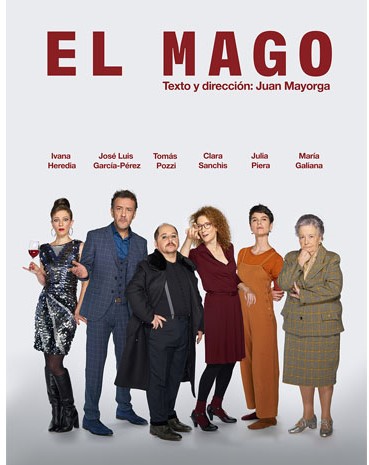 EL MAGO
Texto y dirección: Juan Mayorga
Ivana
Heredia
José Luis
García-Pérez
Tomás
Pozzi
Clara
Sanchis
Julia
Piera
María
Galiana